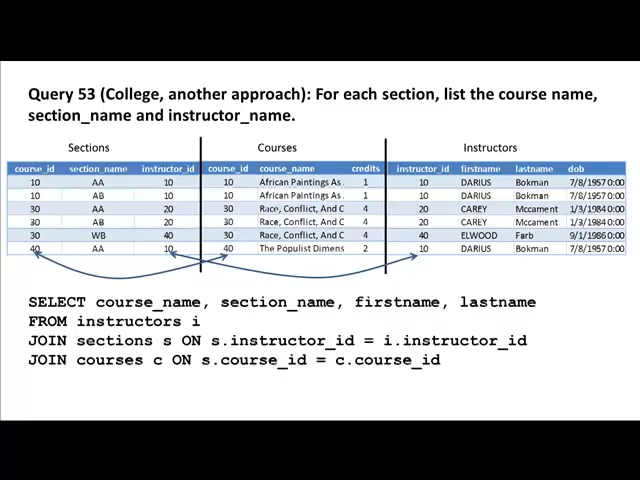 Query 53 (College, another approach): For each section, list the course name,
section_name and instructor_name.
Sections Courses Instructors
course_id section_name instructor_id course_id course_name credits instructor_id firstname lastname dob
10 AA 10 10 African Paintings As . 1 10 DARIUS Bokman 7/8/1957 0:00
10 AB 10 10 African Paintings As . 1 10 DARIUS Bokman 7/8/1957 0:00
30 AA 20 30 Race, Conflict, And C 4 20 CAREY Mccament 1/3/1984 0:00
30 AB 20 30 Race, Conflict, And C 4 20 CAREY Mccament 1/3/1984 0:00
30 WB 40 30 Race, Conflict, And C 4 40 ELWOOD Farb 9/1/1986 0:00
40 AA 10 40 The Populist Dimens 2 10 DARIUS Bokman 7/8/1957 0:00
SELECT course_name, section_name, firstname, lastname
FROM instructors i
JOIN sections s ON s.instructor_id = i.instructor_id
JOIN courses c ON s.course_id = c.course_id